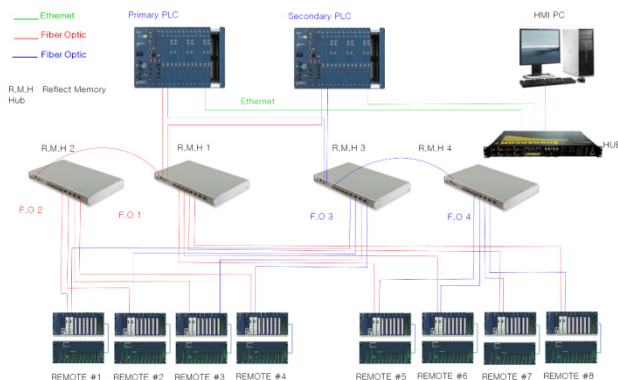 Ethernet
Fiber Optic
Fiber Optic
R,M,H Reflect Memory
Hub
Primary PLC
Secondary PLC
HMI PC
Ethernet
HUB
R,M,H 2
R,M,H 1
R,M,H 3
R,M,H 4
F,O 2
F,O 1
F,O 3
F,O 4
REMOTE #1
REMOTE #2
REMOTE #3
REMOTE #4
REMOTE #5
REMOTE #6
REMOTE #7
REMOTE #8